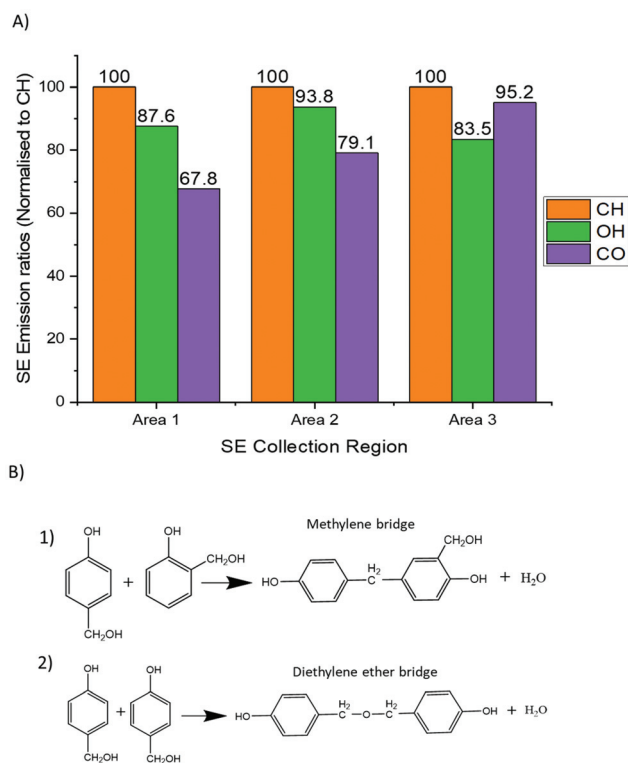 A)
SE Emission ratios (Normalised to CH)
100
80
60
40
20
0
100
87.6
67.8
100
93.8
79.1
100
83.5
95.2
CH
OH
CO
Area 1 Area 2 Area 3
SE Collection Region
B)
1)
OH
CH₂OH
+
OH
CH₂OH
Methylene bridge
HO
H₂
C
CH₂OH
OH
+ H₂O
2)
OH
CH₂OH
+
OH
CH₂OH
Diethylene ether bridge
HO
H₂
C
O
H₂
C
OH
+ H₂O